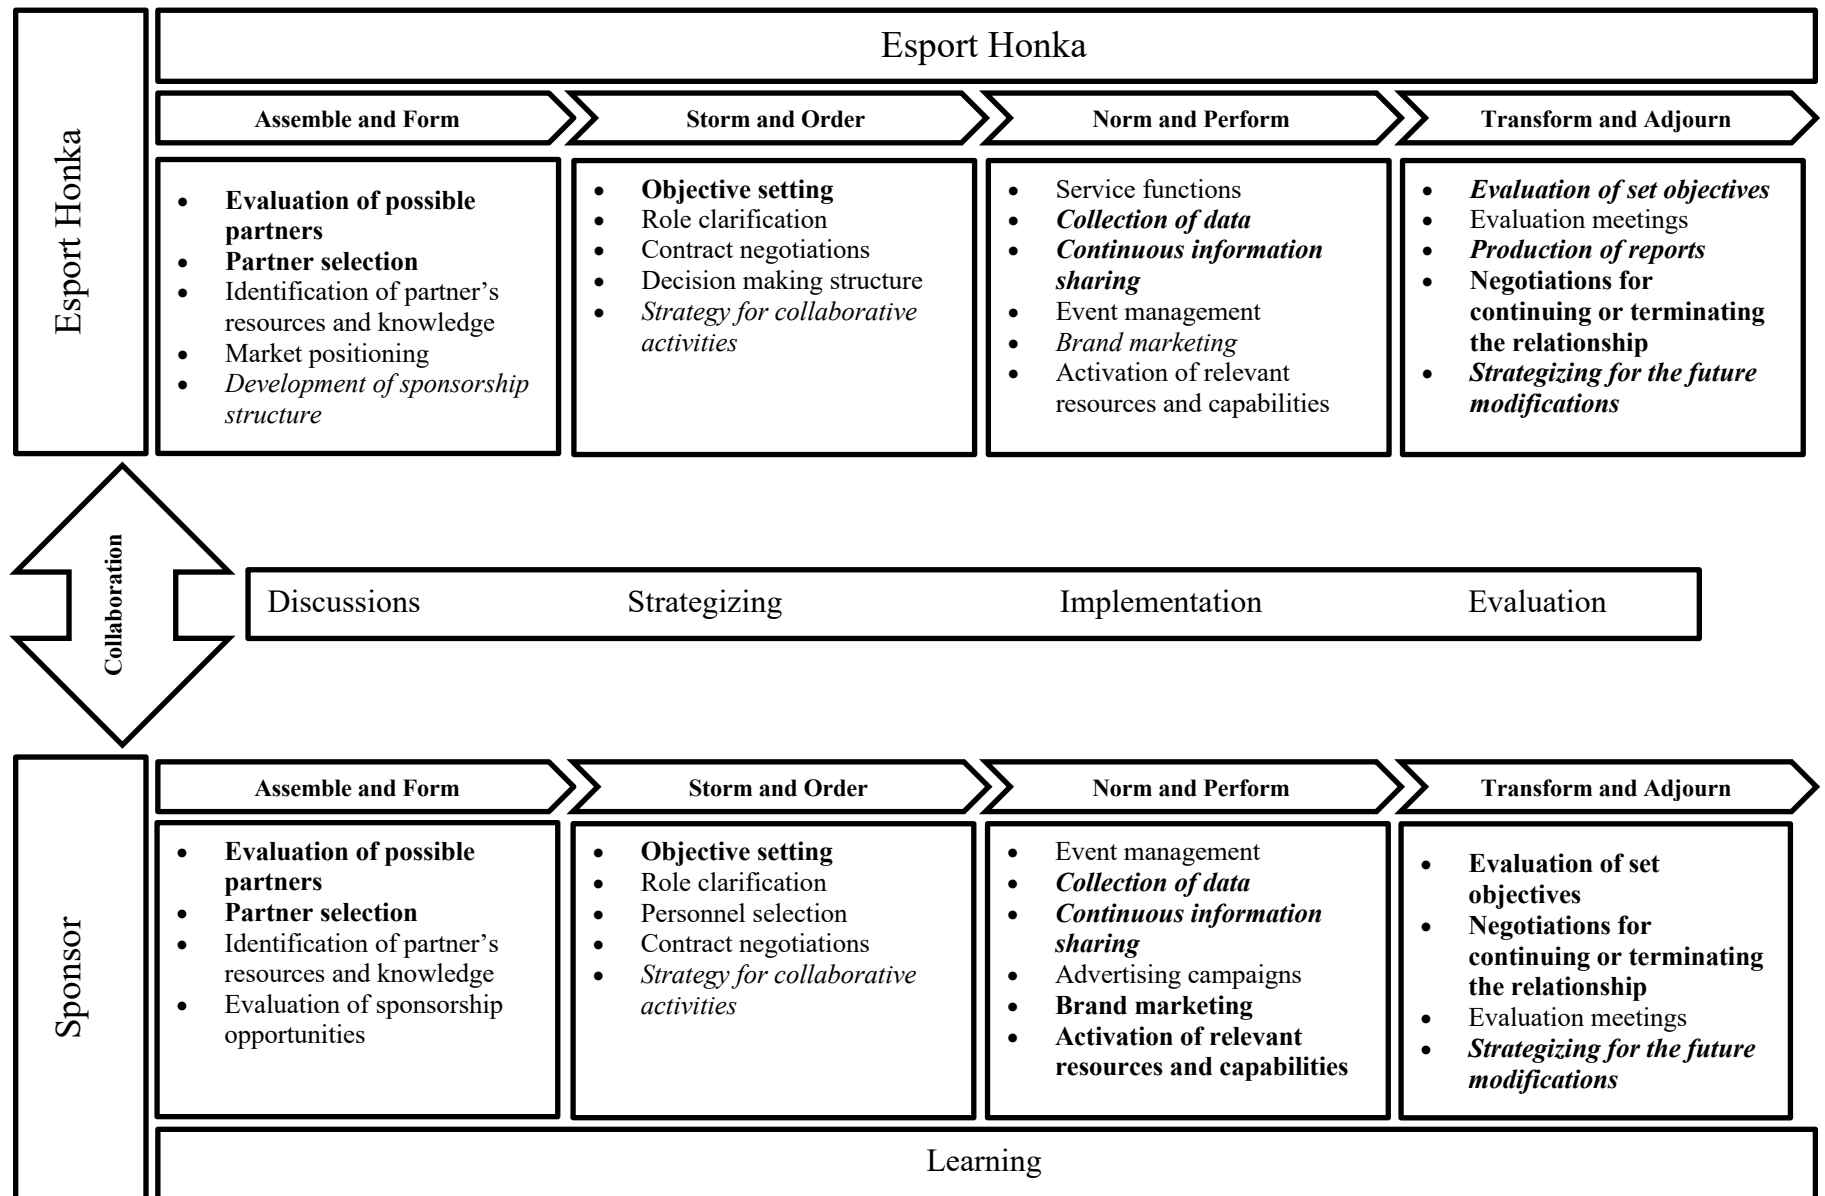 Esport Honka
Esport Honka
Assemble and Form
Storm and Order
Norm and Perform
Transform and Adjourn
• Evaluation of possible
partners
• Partner selection
• Identification of partner’s
resources and knowledge
• Market positioning
• Development of sponsorship
structure
• Objective setting
• Role clarification
• Contract negotiations
• Decision making structure
• Strategy for collaborative
activities
• Service functions
• Collection of data
• Continuous information
sharing
• Event management
• Brand marketing
• Activation of relevant
resources and capabilities
• Evaluation of set objectives
• Evaluation meetings
• Production of reports
• Negotiations for
continuing or terminating
the relationship
• Strategizing for the future
modifications
Collaboration
Discussions
Strategizing
Implementation
Evaluation
Sponsor
Assemble and Form
Storm and Order
Norm and Perform
Transform and Adjourn
• Evaluation of possible
partners
• Partner selection
• Identification of partner’s
resources and knowledge
• Evaluation of sponsorship
opportunities
• Objective setting
• Role clarification
• Personnel selection
• Contract negotiations
• Strategy for collaborative
activities
• Event management
• Collection of data
• Continuous information
sharing
• Advertising campaigns
• Brand marketing
• Activation of relevant
resources and capabilities
• Evaluation of set
objectives
• Negotiations for
continuing or terminating
the relationship
• Evaluation meetings
• Strategizing for the future
modifications
Learning